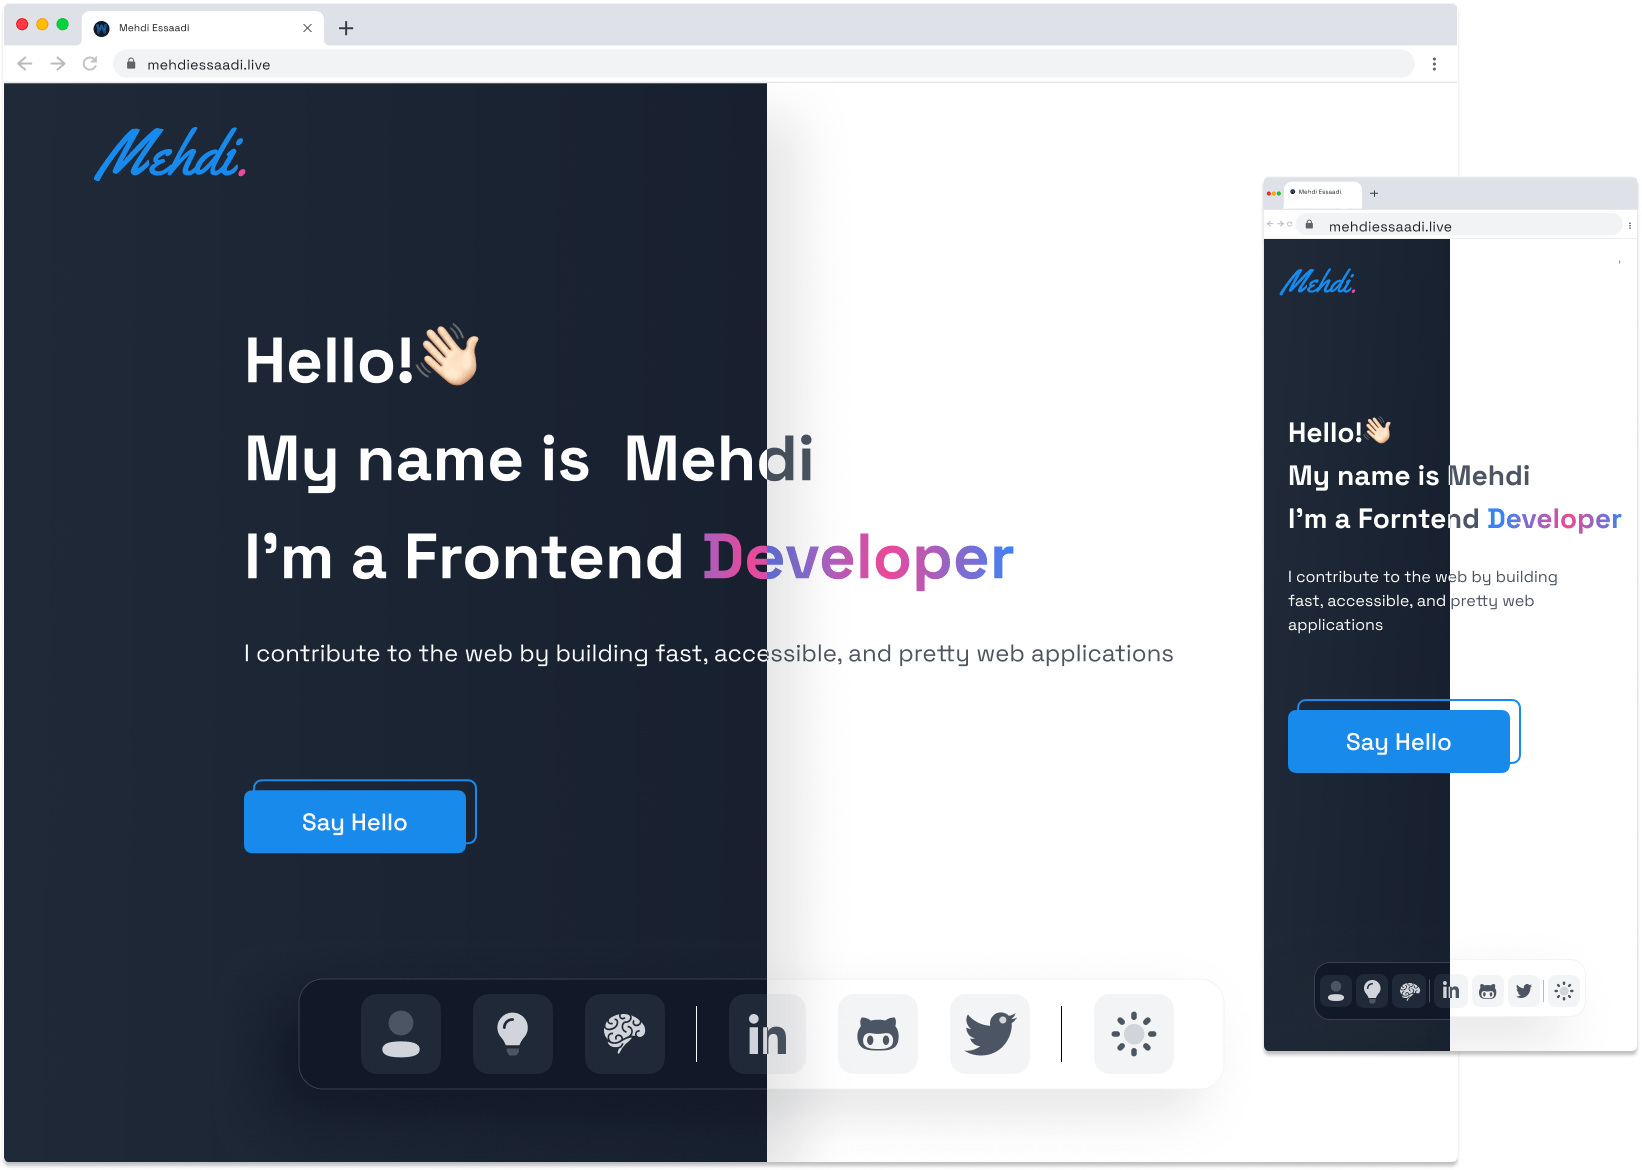 Mehdi Essaadi
mehdiessaadi.live
Mehdi.
Hello!👋🏻
My name is Mehdi
I'm a Frontend Developer
I contribute to the web by building fast, accessible, and pretty web applications
Say Hello
in
Mehdi Essaadi
mehdiessaadi.live
Mehdi.
Hello!👋🏻
My name is Mehdi
I'm a Forntend Developer
I contribute to the web by building
fast, accessible, and pretty web
applications
Say Hello
in